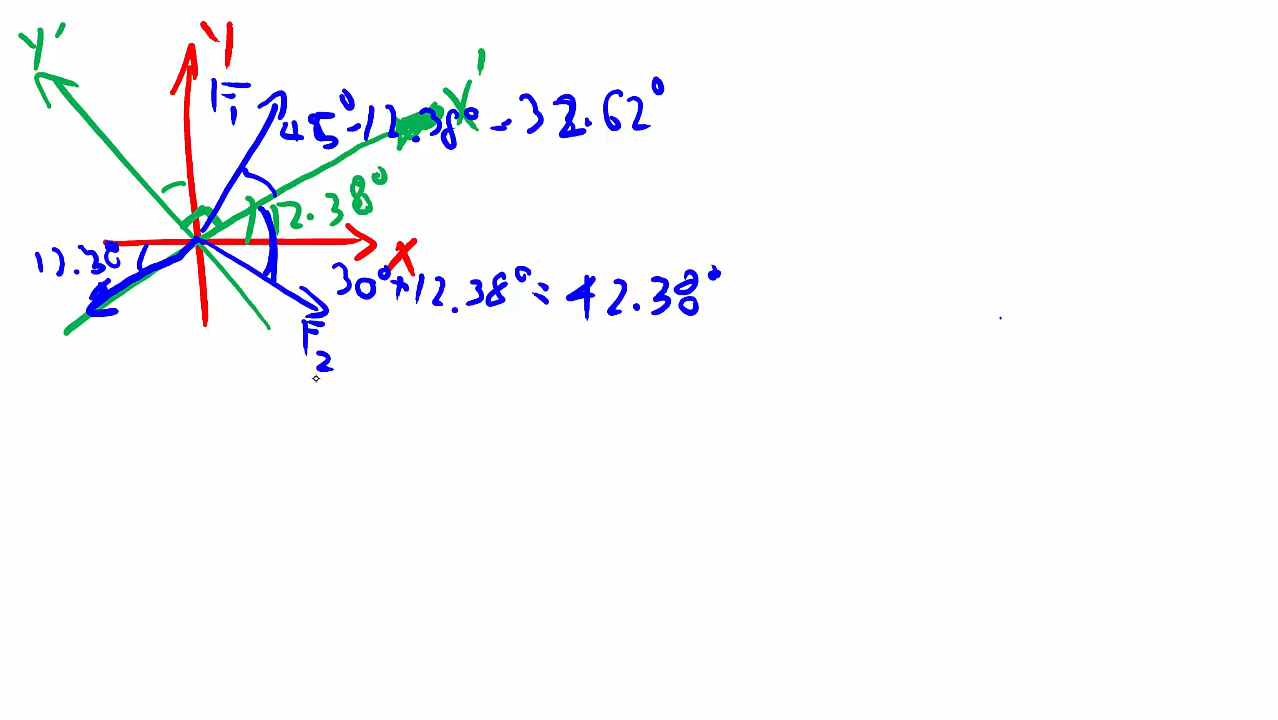 Y'
Y
F₁
X'
45° - 12.38° = 32.62°
12.38°
12.38
X
30° + 12.38° = 42.38°
F₂